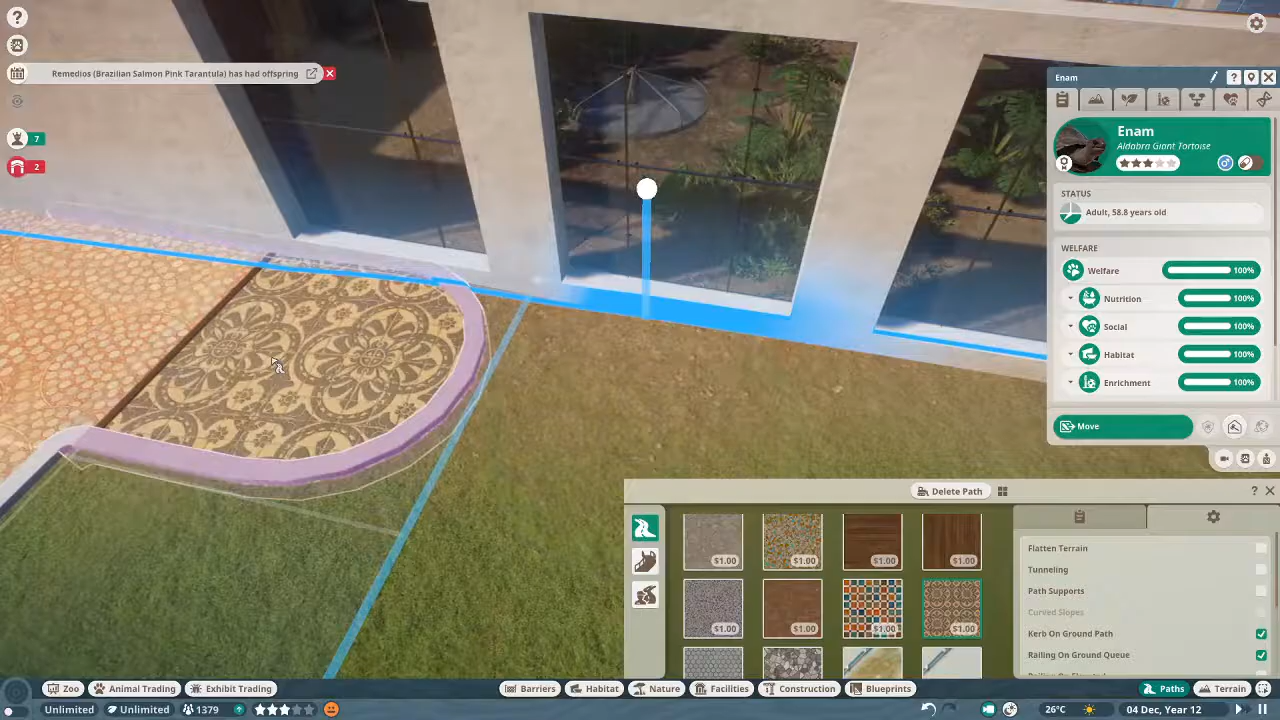 ?
Remedios (Brazilian Salmon Pink Tarantula) has had offspring
7
2
Enam
?
Enam
Aldabra Giant Tortoise
STATUS
Adult, 58.8 years old
WELFARE
Welfare 100%
Nutrition 100%
Social 100%
Habitat 100%
Enrichment 100%
Move
Delete Path
?
$1.00 $1.00 $1.00 $1.00
$1.00 $1.00 $1.00 $1.00
Flatten Terrain
Tunneling
Path Supports
Curved Slopes
Kerb On Ground Path
Railing On Ground Queue
Zoo Animal Trading Exhibit Trading Barriers Habitat Nature Facilities Construction Blueprints Paths Terrain
Unlimited Unlimited 1379 26°C 04 Dec, Year 12